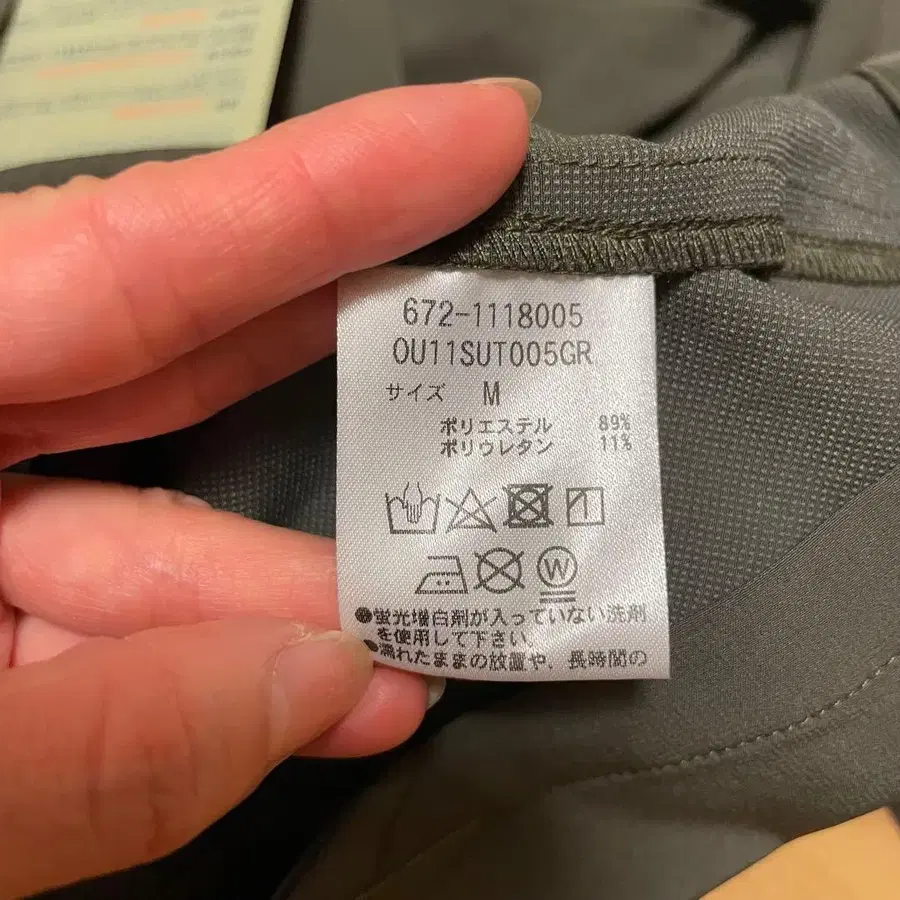 672-1118005
OU11SUT005GR
サイズ M
ポリエステル 89%
ポリウレタン 11%
W
●蛍光増白剤が入っていない洗剤
を使用して下さい。
●濡れたままの放置や、長時間の